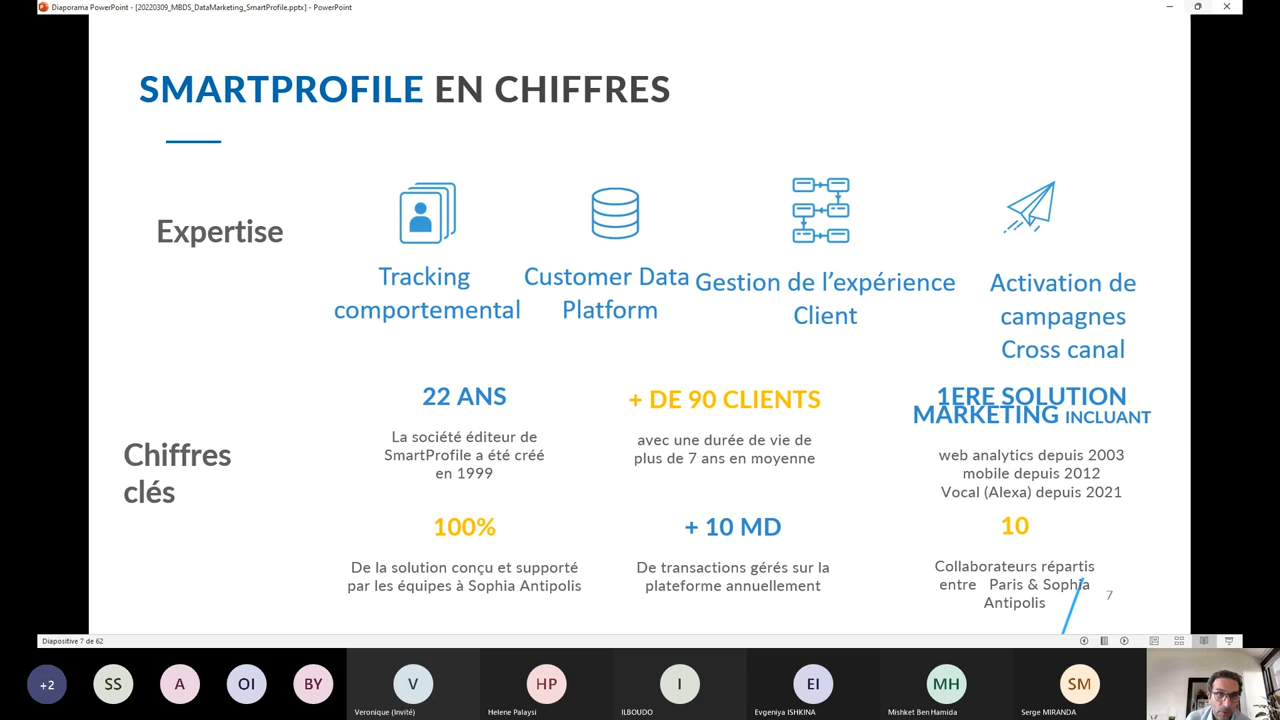 Diaporama PowerPoint - [20220309_MBDS_DataMarketing_SmartProfile.pptx] - PowerPoint
SMARTPROFILE EN CHIFFRES
Expertise
Tracking
comportemental
Customer Data
Platform
Gestion de l’expérience
Client
Activation de
campagnes
Cross canal
Chiffres
clés
22 ANS
La société éditeur de
SmartProfile a été créé
en 1999
+ DE 90 CLIENTS
avec une durée de vie de
plus de 7 ans en moyenne
1ERE SOLUTION
MARKETING INCLUANT
web analytics depuis 2003
mobile depuis 2012
Vocal (Alexa) depuis 2021
100%
De la solution conçu et supporté
par les équipes à Sophia Antipolis
+ 10 MD
De transactions gérés sur la
plateforme annuellement
10
Collaborateurs répartis
entre Paris & Sophia
Antipolis
7
Diapositive 7 de 62
+2
SS
A
OI
BY
V
Veronique (Invité)
HP
Helene Palaysi
I
ILBOUDO
EI
Evgeniya ISHKINA
MH
Mishket Ben Hamida
SM
Serge MIRANDA